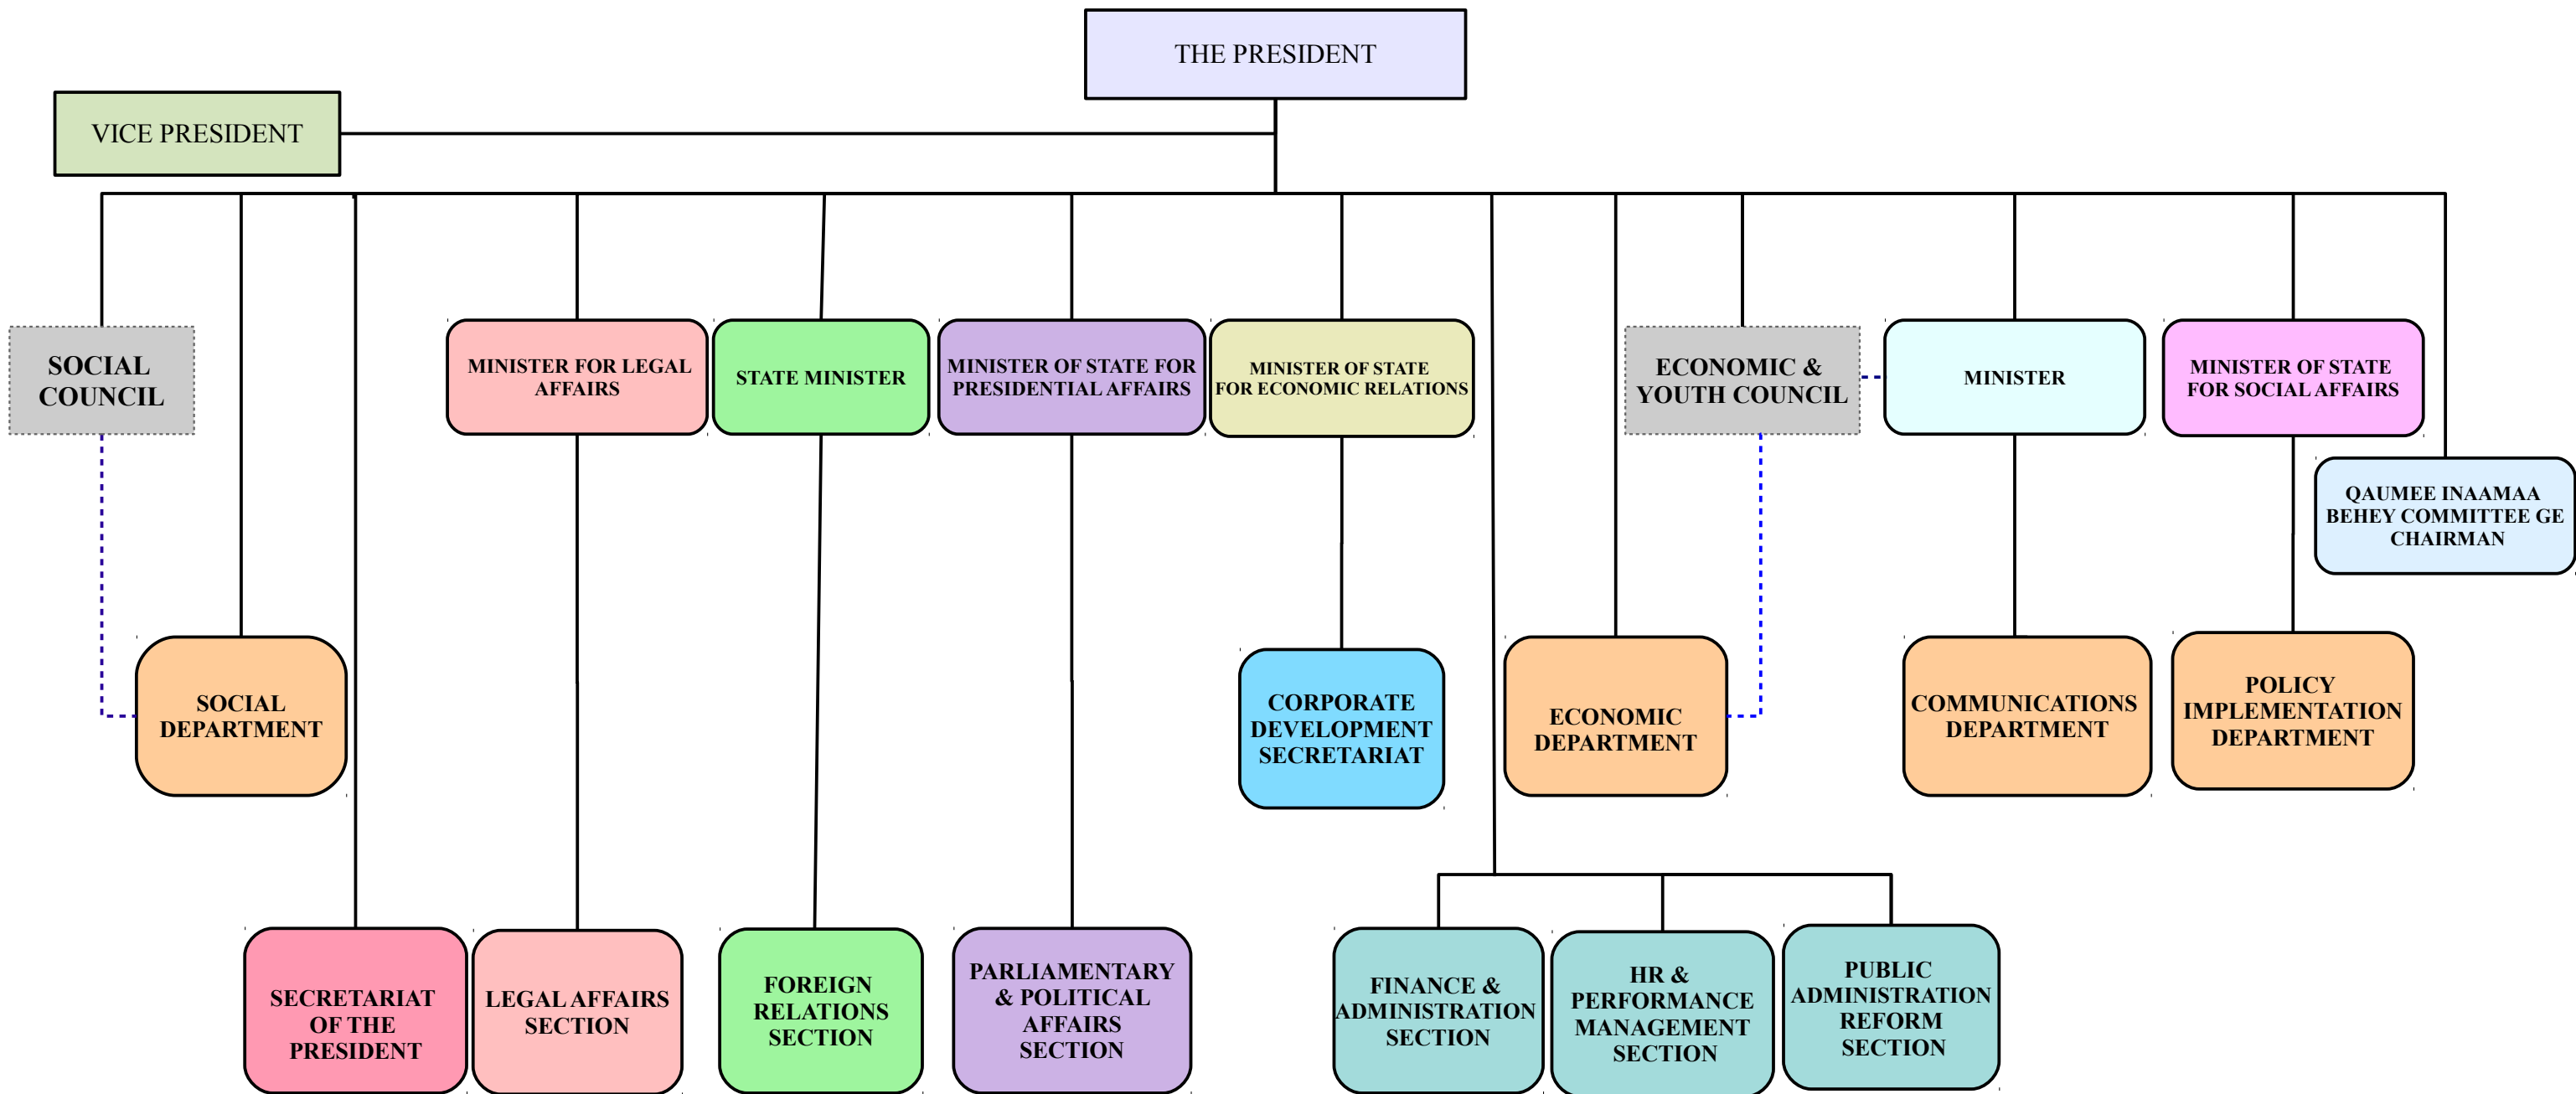 THE PRESIDENT
VICE PRESIDENT
SOCIAL
COUNCIL
MINISTER FOR LEGAL
AFFAIRS
STATE MINISTER
MINISTER OF STATE FOR
PRESIDENTIAL AFFAIRS
MINISTER OF STATE
FOR ECONOMIC RELATIONS
ECONOMIC &
YOUTH COUNCIL
MINISTER
MINISTER OF STATE
FOR SOCIAL AFFAIRS
QAUMEE INAAMAA
BEHEY COMMITTEE GE
CHAIRMAN
SOCIAL
DEPARTMENT
CORPORATE
DEVELOPMENT
SECRETARIAT
ECONOMIC
DEPARTMENT
COMMUNICATIONS
DEPARTMENT
POLICY
IMPLEMENTATION
DEPARTMENT
SECRETARIAT
OF THE
PRESIDENT
LEGAL AFFAIRS
SECTION
FOREIGN
RELATIONS
SECTION
PARLIAMENTARY
& POLITICAL
AFFAIRS
SECTION
FINANCE &
ADMINISTRATION
SECTION
HR &
PERFORMANCE
MANAGEMENT
SECTION
PUBLIC
ADMINISTRATION
REFORM
SECTION